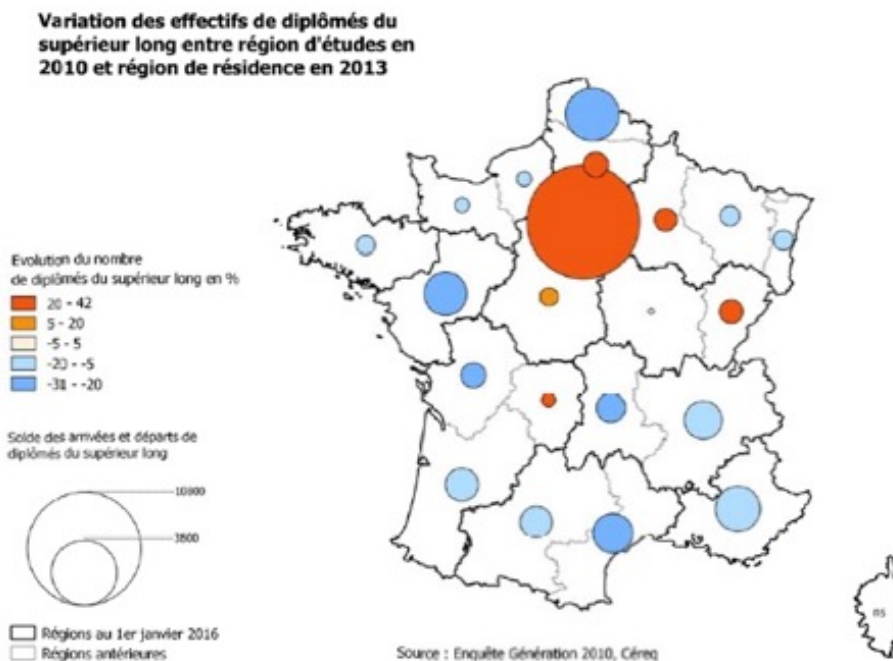 Variation des effectifs de diplômés du
supérieur long entre région d'études en
2010 et région de résidence en 2013
Evolution du nombre
de diplômés du supérieur long en %
20 - 42
5 - 20
-5 - 5
-20 - -5
-31 - -20
Solde des arrivées et départs de
diplômés du supérieur long
10800
3800
Régions au 1er janvier 2016
Régions antérieures
Source : Enquête Génération 2010, Céreq
ns